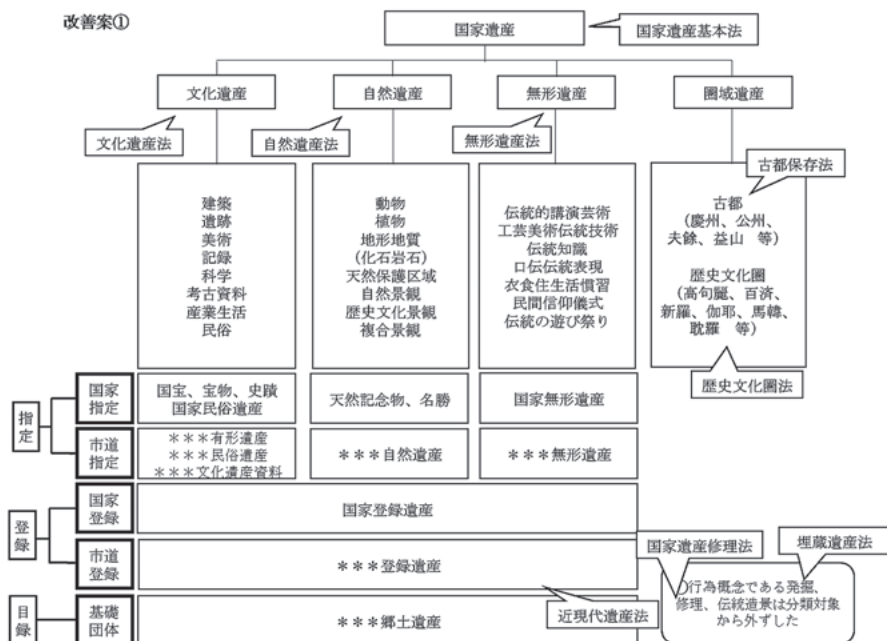 改善案①
国家遺産
国家遺産基本法
文化遺産
自然遺産
無形遺産
圏域遺産
文化遺産法
自然遺産法
無形遺産法
古都保存法
建築
遺跡
美術
記録
科学
考古資料
産業生活
民俗
動物
植物
地形地質
(化石岩石)
天然保護区域
自然景観
歴史文化景観
複合景観
伝統的講演芸術
工芸美術伝統技術
伝統知識
口伝伝統表現
衣食住生活慣習
民間信仰儀式
伝統の遊び祭り
古都
(慶州、公州、
夫餘、益山 等)
歴史文化圏
(高句麗、百済、
新羅、伽耶、馬韓、
耽羅 等)
歴史文化圏法
指定
国家
指定
国宝、宝物、史蹟
国家民俗遺産
天然記念物、名勝
国家無形遺産
市道
指定
***有形遺産
***民俗遺産
***文化遺産資料
***自然遺産
***無形遺産
登録
国家
登録
国家登録遺産
市道
登録
***登録遺産
国家遺産修理法
埋蔵遺産法
行為概念である発掘、
修理、伝統造景は分類対象
から外ずした
近現代遺産法
目録
基礎
団体
***郷土遺産